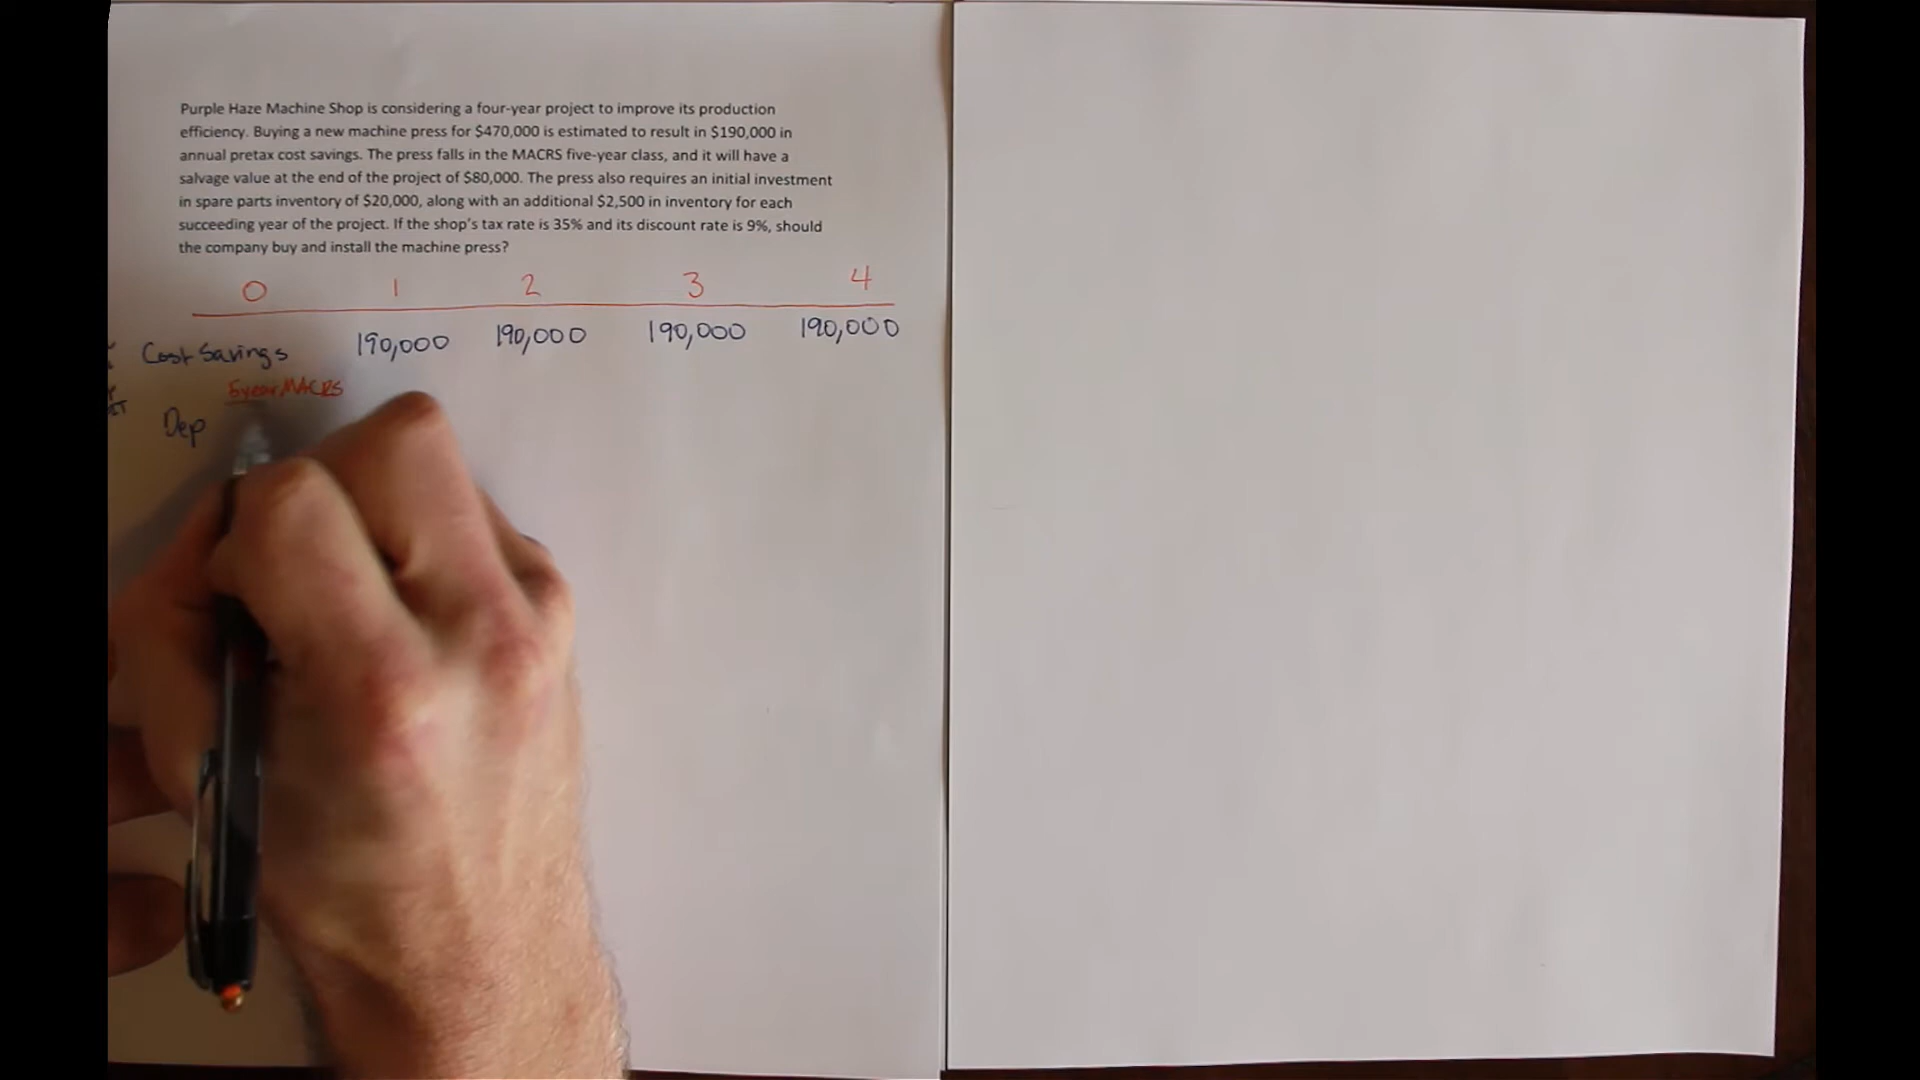 Purple Haze Machine Shop is considering a four-year project to improve its production
efficiency. Buying a new machine press for $470,000 is estimated to result in $190,000 in
annual pretax cost savings. The press falls in the MACRS five-year class, and it will have a
salvage value at the end of the project of $80,000. The press also requires an initial investment
in spare parts inventory of $20,000, along with an additional $2,500 in inventory for each
succeeding year of the project. If the shop's tax rate is 35% and its discount rate is 9%, should
the company buy and install the machine press?
0 1 2 3 4
Cost Savings 190,000 190,000 190,000 190,000
5 year MACRS
Dep